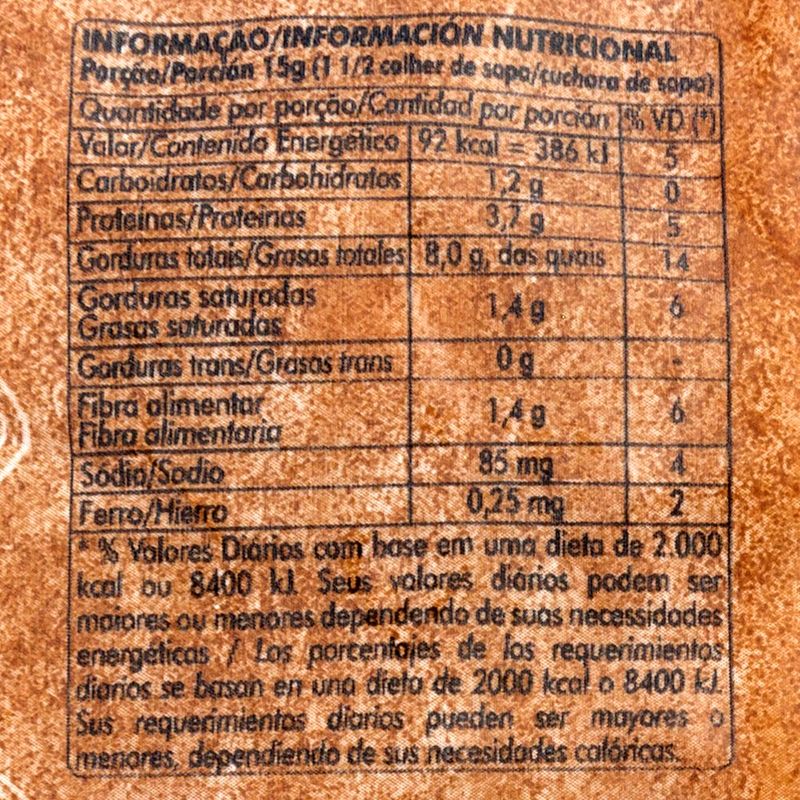 INFORMAÇÃO/INFORMACIÓN NUTRICIONAL
Porção/Porción 15g (1 1/2 colher de sopa/cuchara de sopa)
Quantidade por porção/Cantidad por porción % VD (*)
Valor/Contenido Energético 92 kcal = 386 kJ 5
Carboidratos/Carbohidratos 1,2 g 0
Proteínas/Proteínas 3,7 g 5
Gorduras totais/Grasas totales 8,0 g, das quais 14
Gorduras saturadas
Grasas saturadas 1,4 g 6
Gorduras trans/Grasas trans 0 g -
Fibra alimentar
Fibra alimentaria 1,4 g 6
Sódio/Sodio 85 mg 4
Ferro/Hierro 0,25 mg 2
* % Valores Diários com base em uma dieta de 2.000
kcal ou 8400 kJ. Seus valores diários podem ser
maiores ou menores dependendo de suas necessidades
energéticas / Los porcentajes de los requerimientos
diarios se basan en una dieta de 2000 kcal o 8400 kJ.
Sus requerimientos diarios pueden ser mayores o
menores, dependiendo de sus necesidades calóricas.